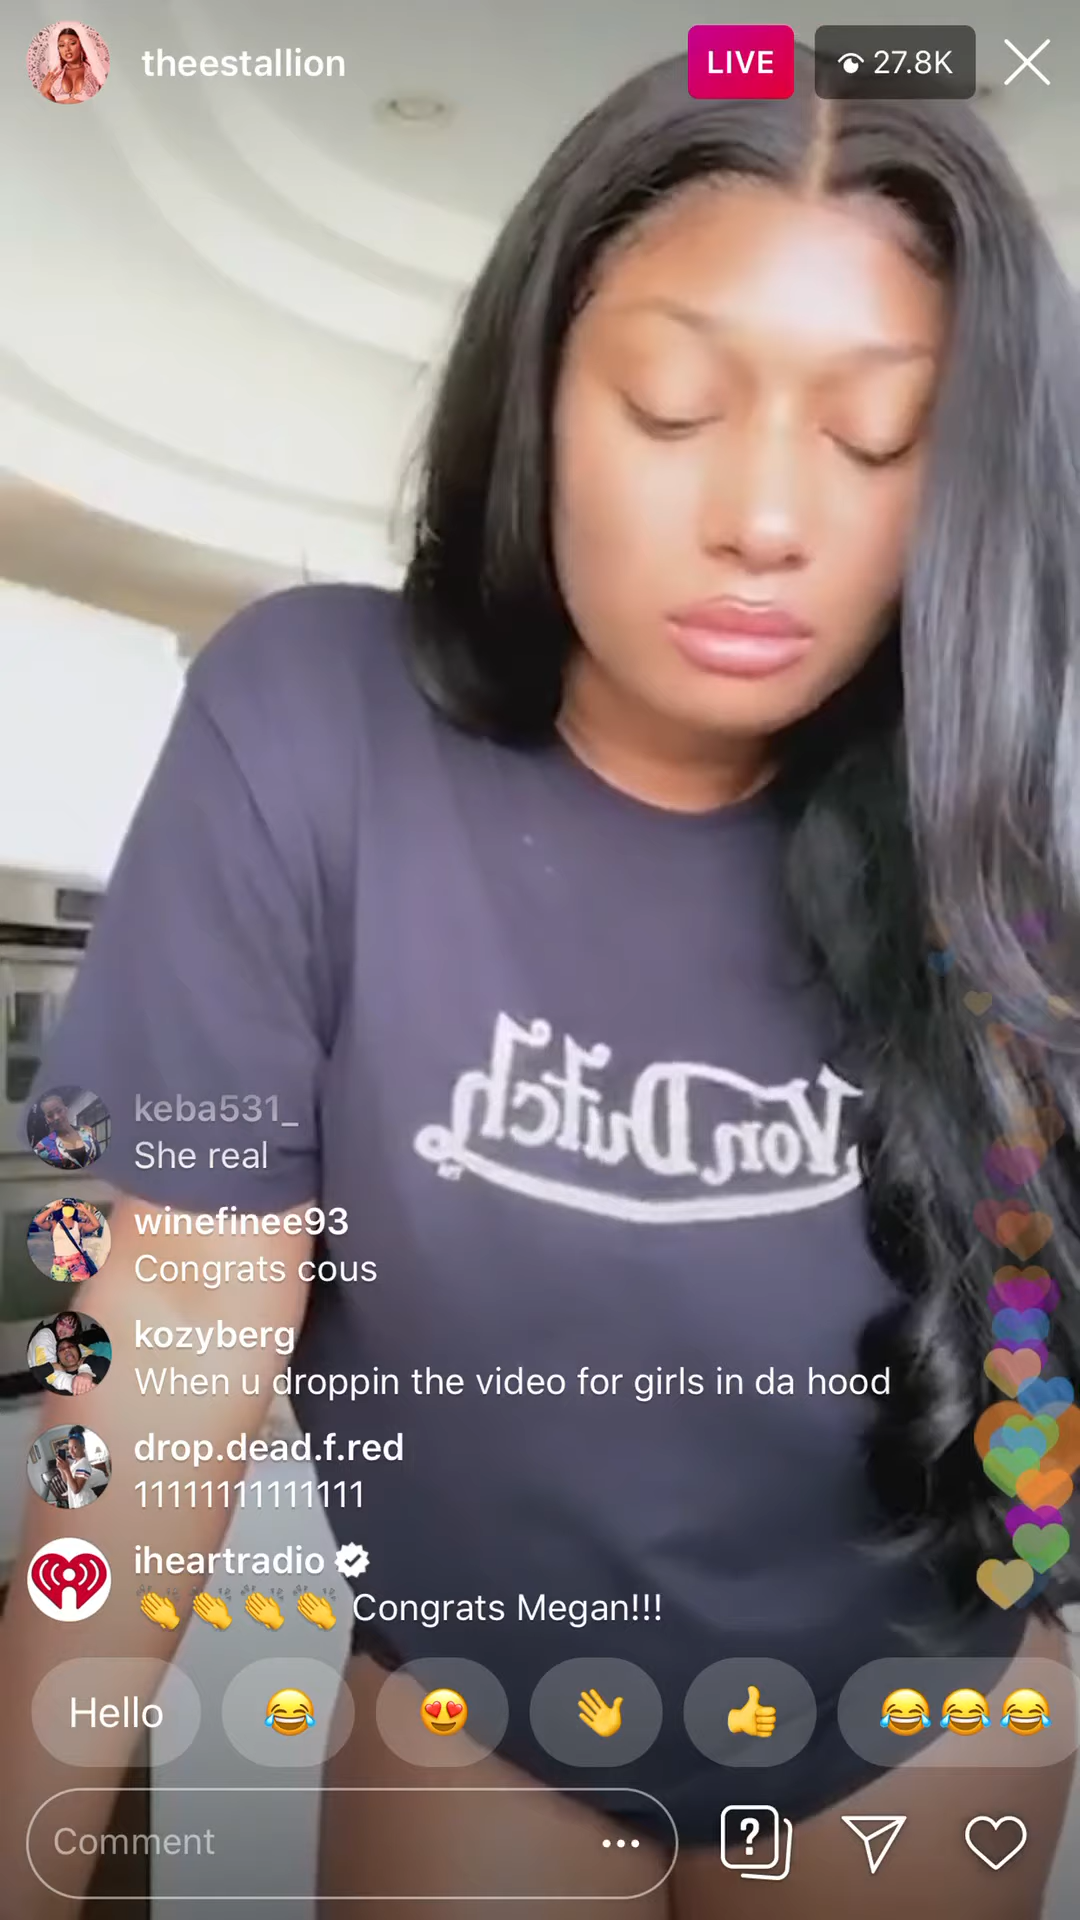 theestallion
LIVE
27.8K
Von Dutch
keba531_
She real
winefinee93
Congrats cous
kozyberg
When u droppin the video for girls in da hood
drop.dead.f.red
11111111111111
iheartradio
👏👏👏👏 Congrats Megan!!!
Hello
😂
😍
👋
👍
😂😂😂
Comment